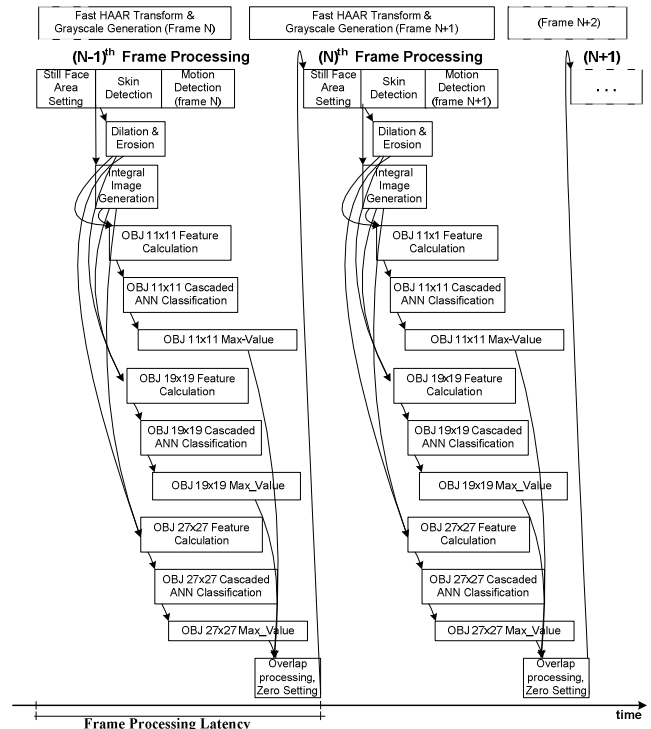 Fast HAAR Transform &
Grayscale Generation (Frame N)
Fast HAAR Transform &
Grayscale Generation (Frame N+1)
(Frame N+2)
(N-1)th Frame Processing
(N)th Frame Processing
(N+1)
Still Face
Area
Setting
Skin
Detection
Motion
Detection
(frame N)
Still Face
Area
Setting
Skin
Detection
Motion
Detection
(frame N+1)
. . .
Dilation &
Erosion
Dilation &
Erosion
Integral
Image
Generation
Integral
Image
Generation
OBJ 11x11 Feature
Calculation
OBJ 11x1 Feature
Calculation
OBJ 11x11 Cascaded
ANN Classification
OBJ 11x11 Cascaded
ANN Classification
OBJ 11x11 Max-Value
OBJ 11x11 Max-Value
OBJ 19x19 Feature
Calculation
OBJ 19x19 Feature
Calculation
OBJ 19x19 Cascaded
ANN Classification
OBJ 19x19 Cascaded
ANN Classification
OBJ 19x19 Max_Value
OBJ 19x19 Max_Value
OBJ 27x27 Feature
Calculation
OBJ 27x27 Feature
Calculation
OBJ 27x27 Cascaded
ANN Classification
OBJ 27x27 Cascaded
ANN Classification
OBJ 27x27 Max_Value
OBJ 27x27 Max_Value
Overlap
processing,
Zero Setting
Overlap
processing,
Zero Setting
time
Frame Processing Latency